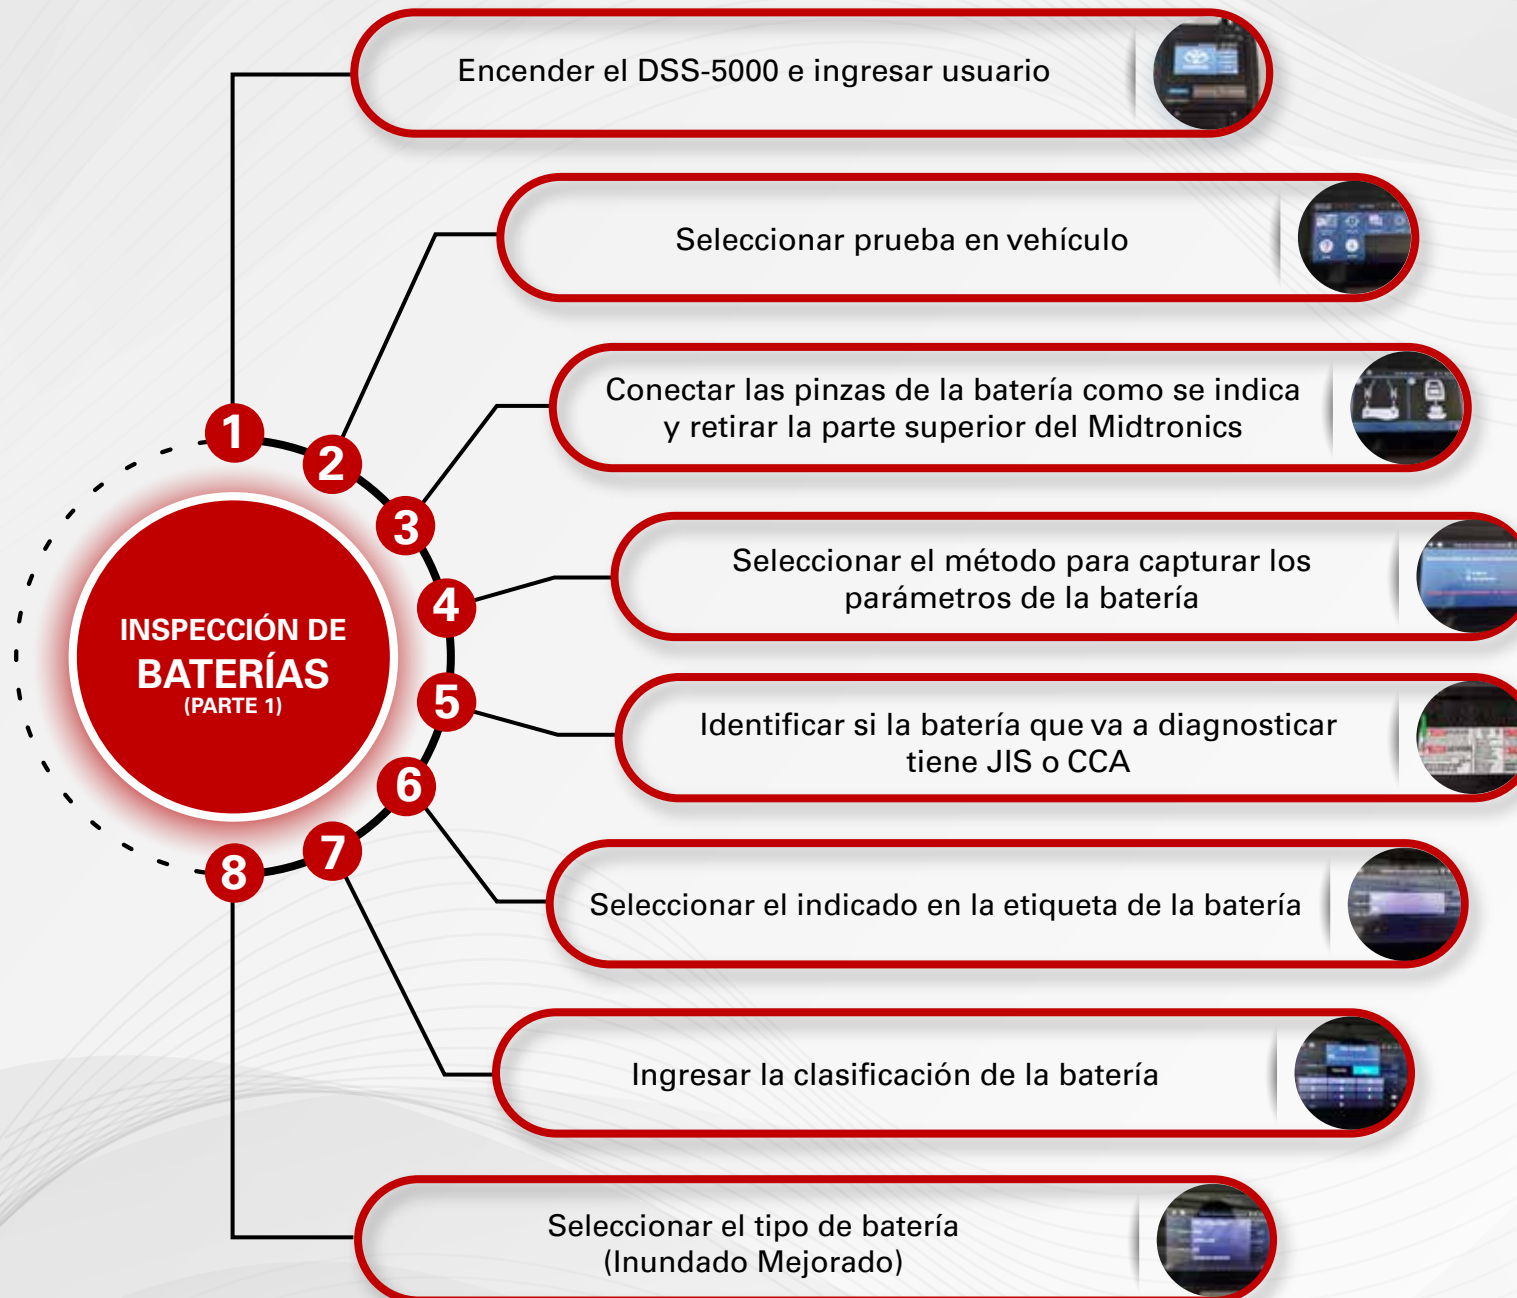 Encender el DSS-5000 e ingresar usuario
Seleccionar prueba en vehículo
Conectar las pinzas de la batería como se indica
y retirar la parte superior del Midtronics
Seleccionar el método para capturar los
parámetros de la batería
Identificar si la batería que va a diagnosticar
tiene JIS o CCA
Seleccionar el indicado en la etiqueta de la batería
Ingresar la clasificación de la batería
Seleccionar el tipo de batería
(Inundado Mejorado)
1
2
3
4
5
6
7
8
INSPECCIÓN DE
BATERÍAS
(PARTE 1)